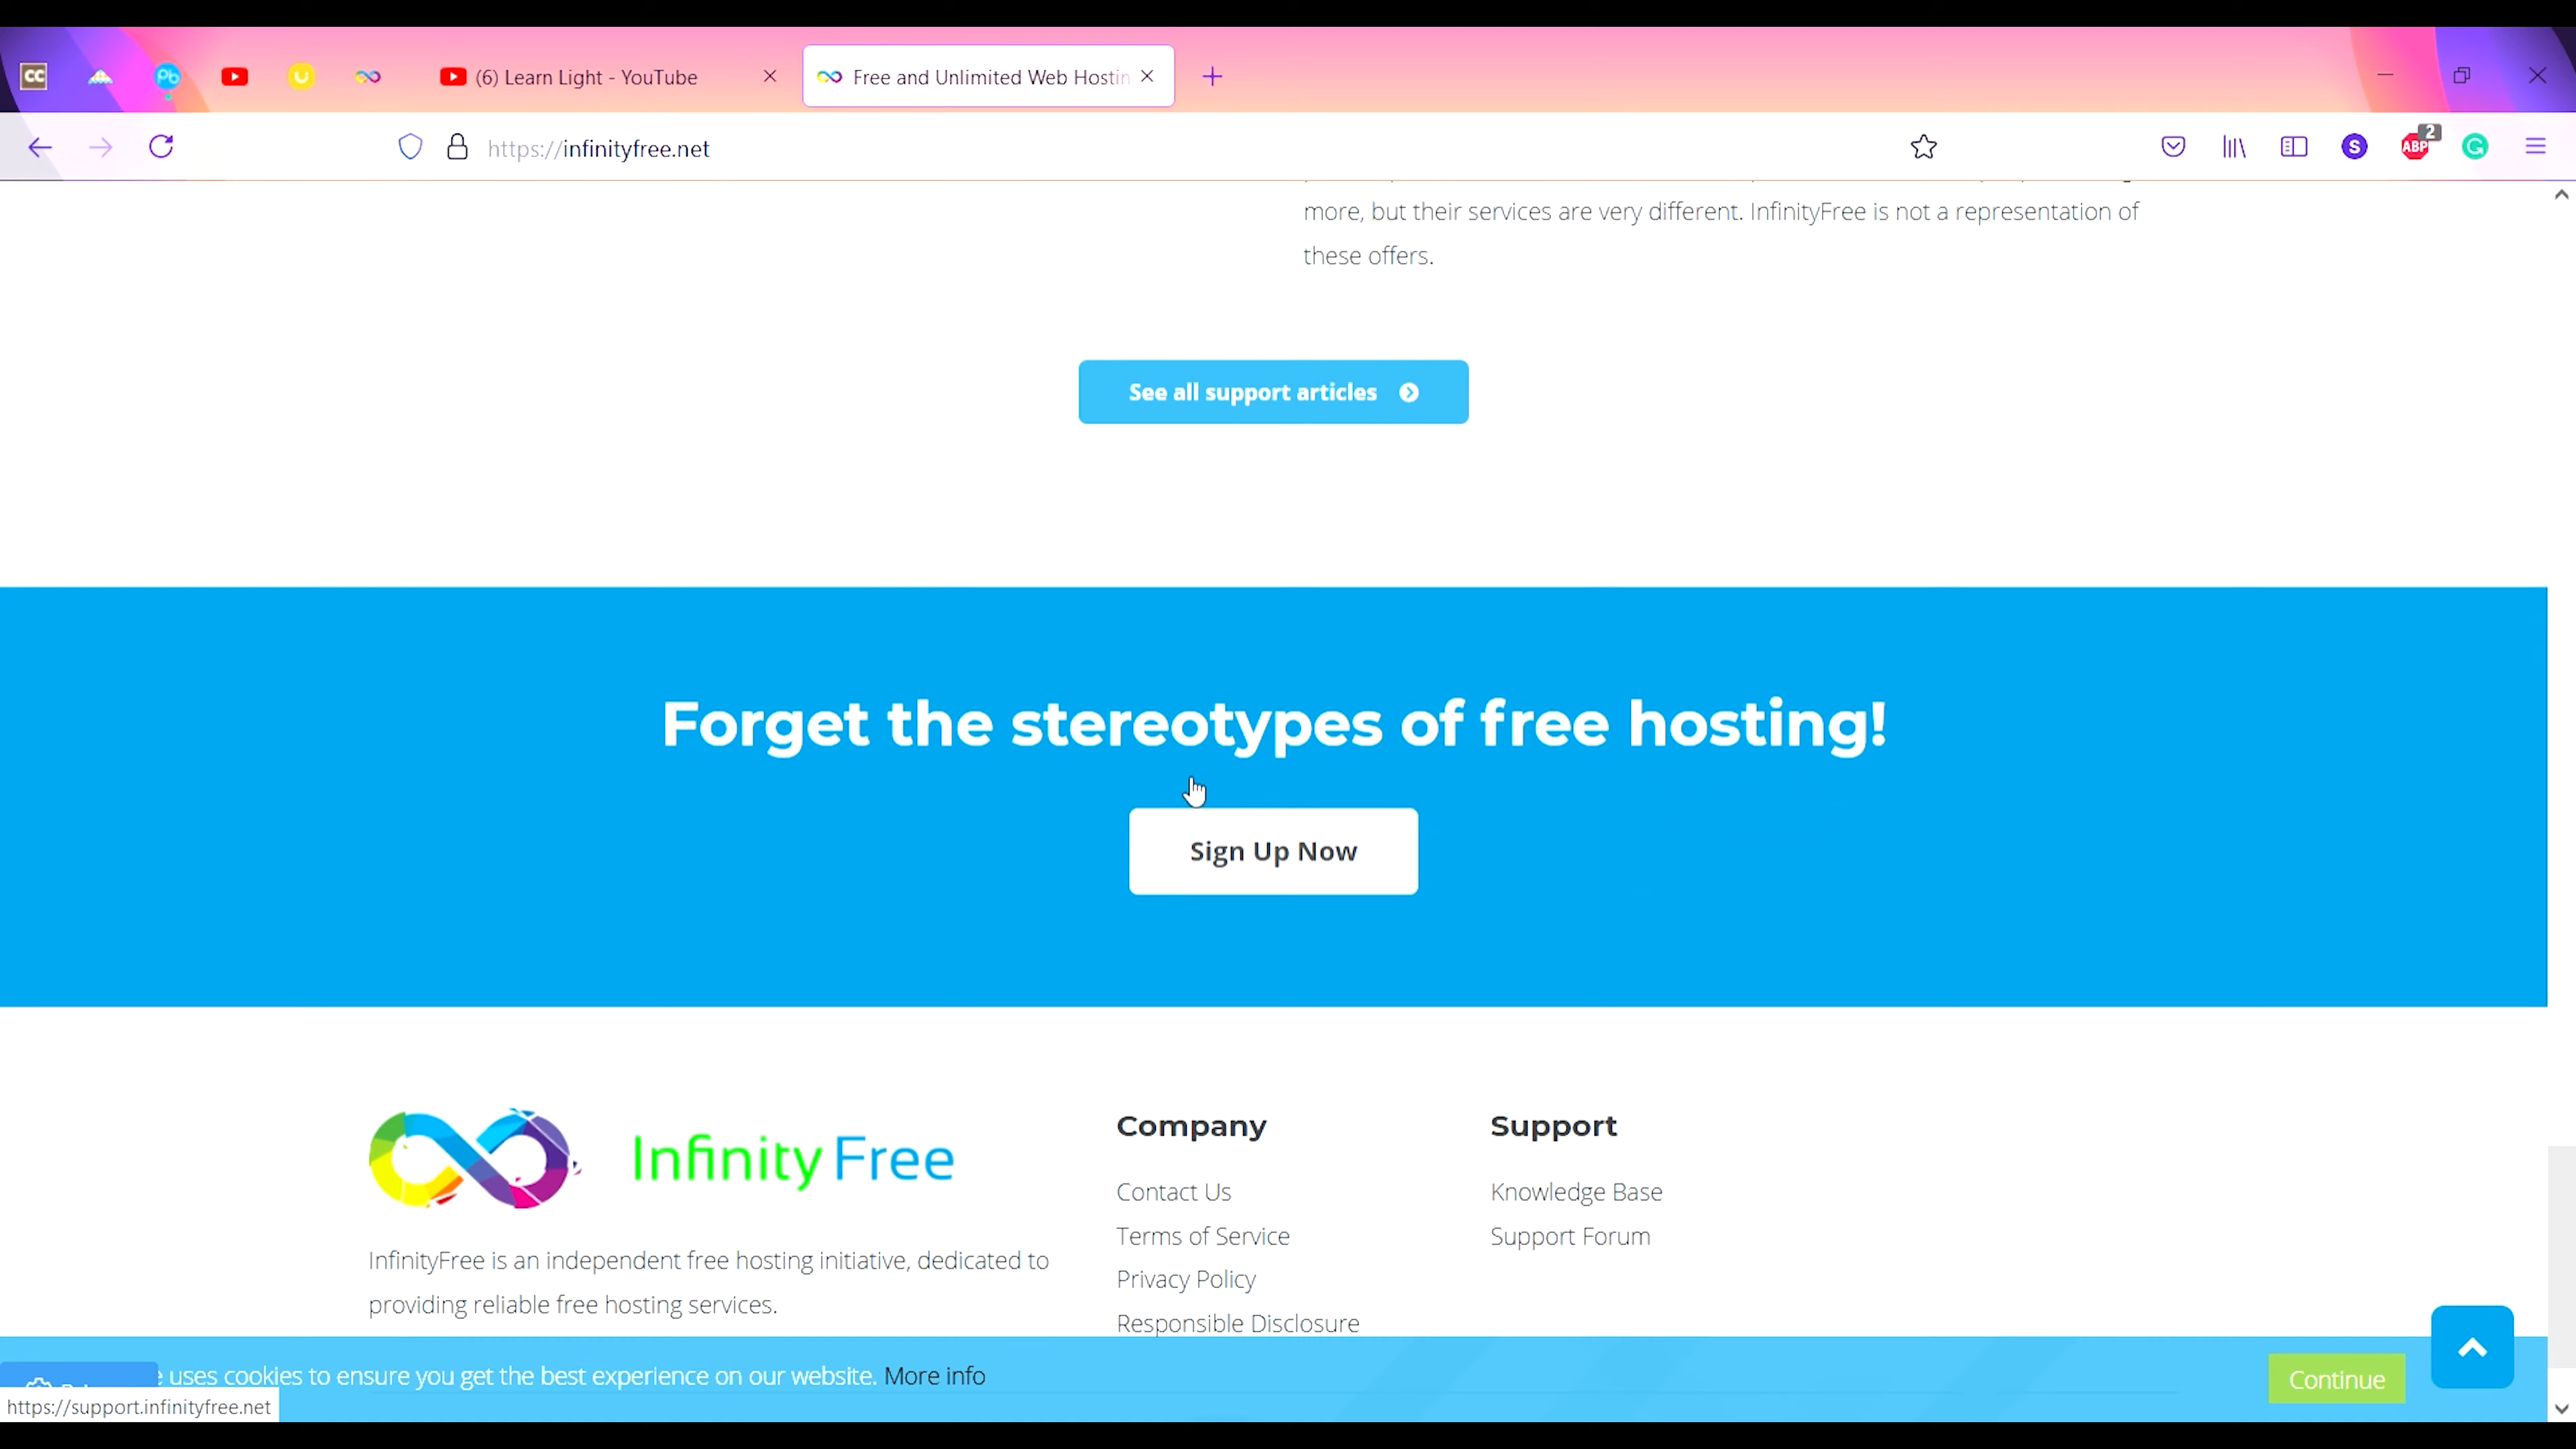 CC
Pb
(6) Learn Light - YouTube
Free and Unlimited Web Hostin
https://infinityfree.net
S
ABP
2
G
more, but their services are very different. InfinityFree is not a representation of
these offers.
See all support articles
Forget the stereotypes of free hosting!
Sign Up Now
Infinity Free
InfinityFree is an independent free hosting initiative, dedicated to
providing reliable free hosting services.
Company
Contact Us
Terms of Service
Privacy Policy
Responsible Disclosure
Support
Knowledge Base
Support Forum
uses cookies to ensure you get the best experience on our website. More info
Continue
https://support.infinityfree.net